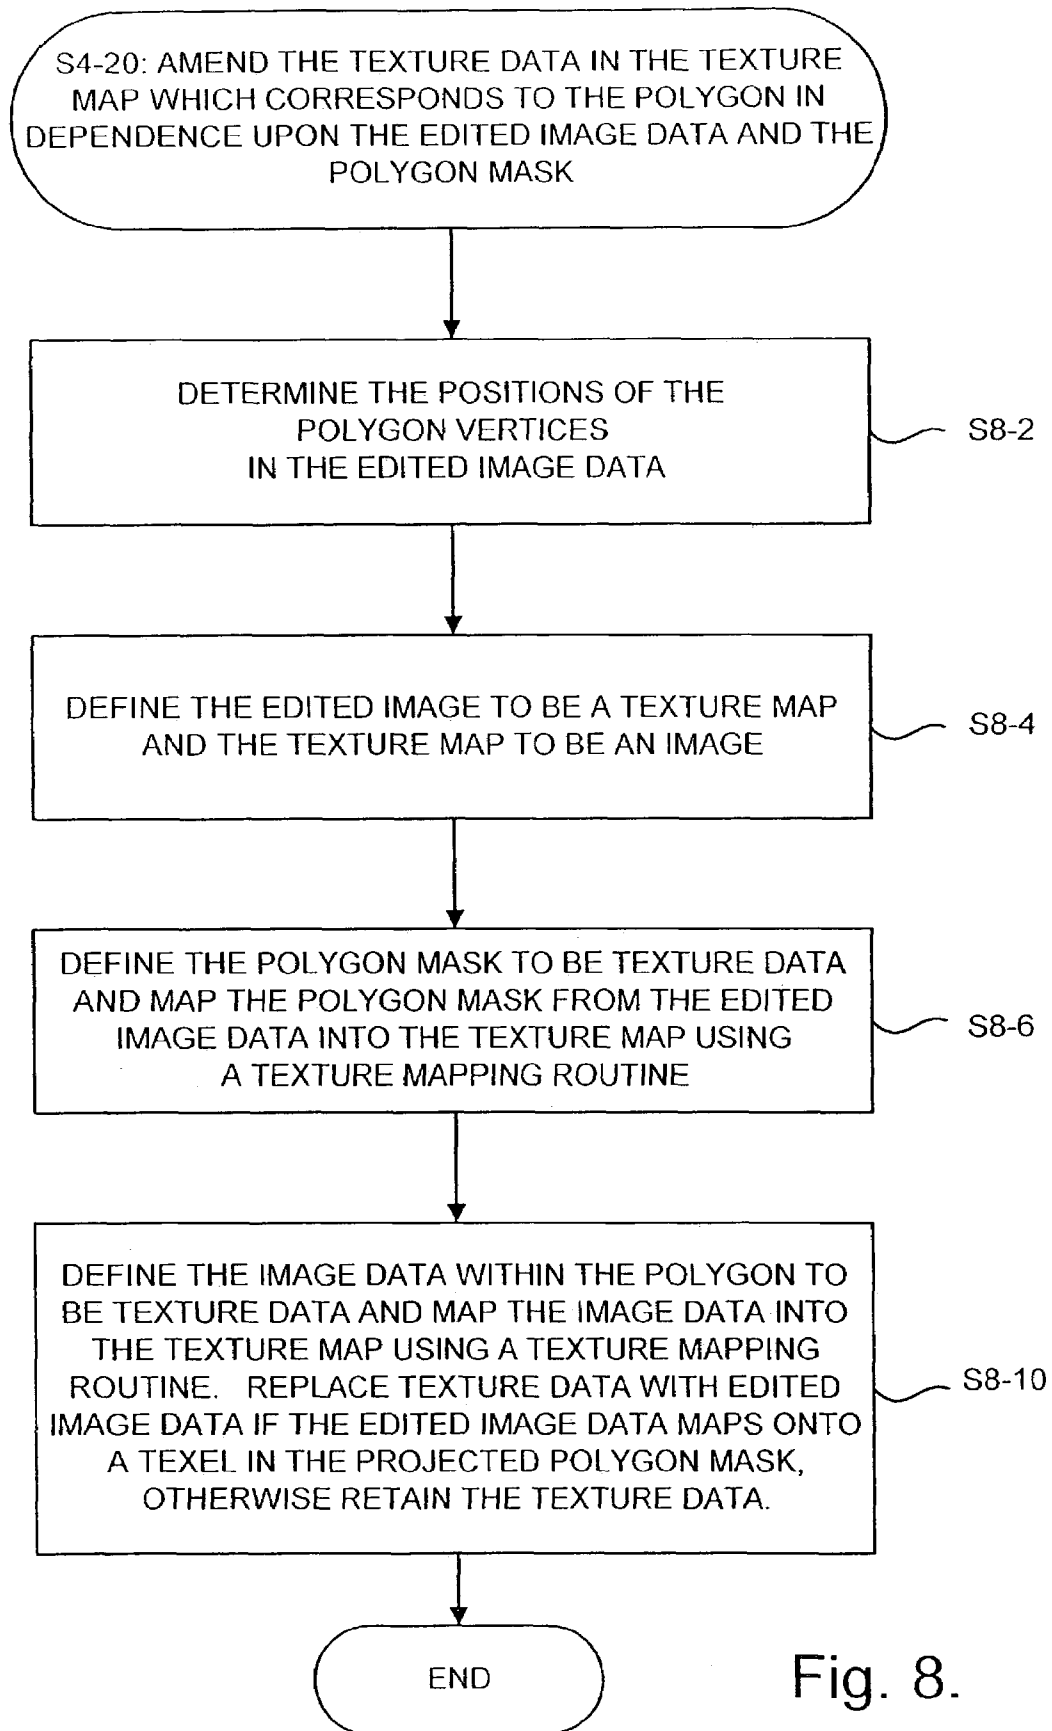 S4-20: AMEND THE TEXTURE DATA IN THE TEXTURE
MAP WHICH CORRESPONDS TO THE POLYGON IN
DEPENDENCE UPON THE EDITED IMAGE DATA AND THE
POLYGON MASK
DETERMINE THE POSITIONS OF THE
POLYGON VERTICES
IN THE EDITED IMAGE DATA
S8-2
DEFINE THE EDITED IMAGE TO BE A TEXTURE MAP
AND THE TEXTURE MAP TO BE AN IMAGE
S8-4
DEFINE THE POLYGON MASK TO BE TEXTURE DATA
AND MAP THE POLYGON MASK FROM THE EDITED
IMAGE DATA INTO THE TEXTURE MAP USING
A TEXTURE MAPPING ROUTINE
S8-6
DEFINE THE IMAGE DATA WITHIN THE POLYGON TO
BE TEXTURE DATA AND MAP THE IMAGE DATA INTO
THE TEXTURE MAP USING A TEXTURE MAPPING
ROUTINE. REPLACE TEXTURE DATA WITH EDITED
IMAGE DATA IF THE EDITED IMAGE DATA MAPS ONTO
A TEXEL IN THE PROJECTED POLYGON MASK,
OTHERWISE RETAIN THE TEXTURE DATA.
S8-10
END
Fig. 8.